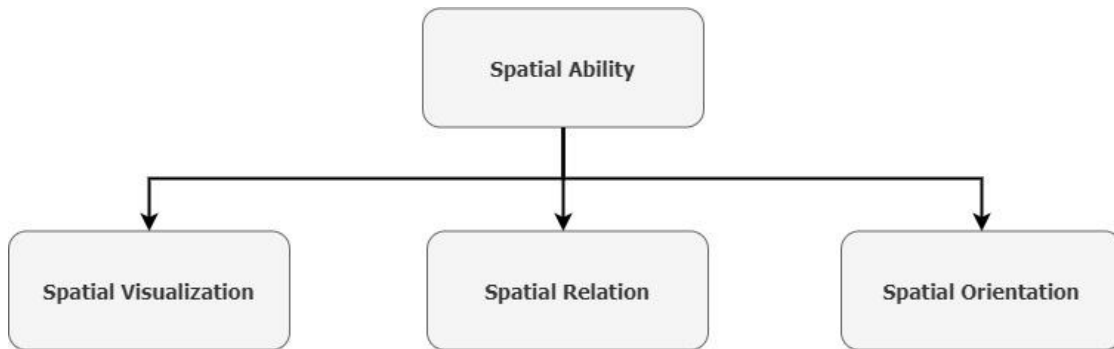 Spatial Ability
Spatial Visualization
Spatial Relation
Spatial Orientation